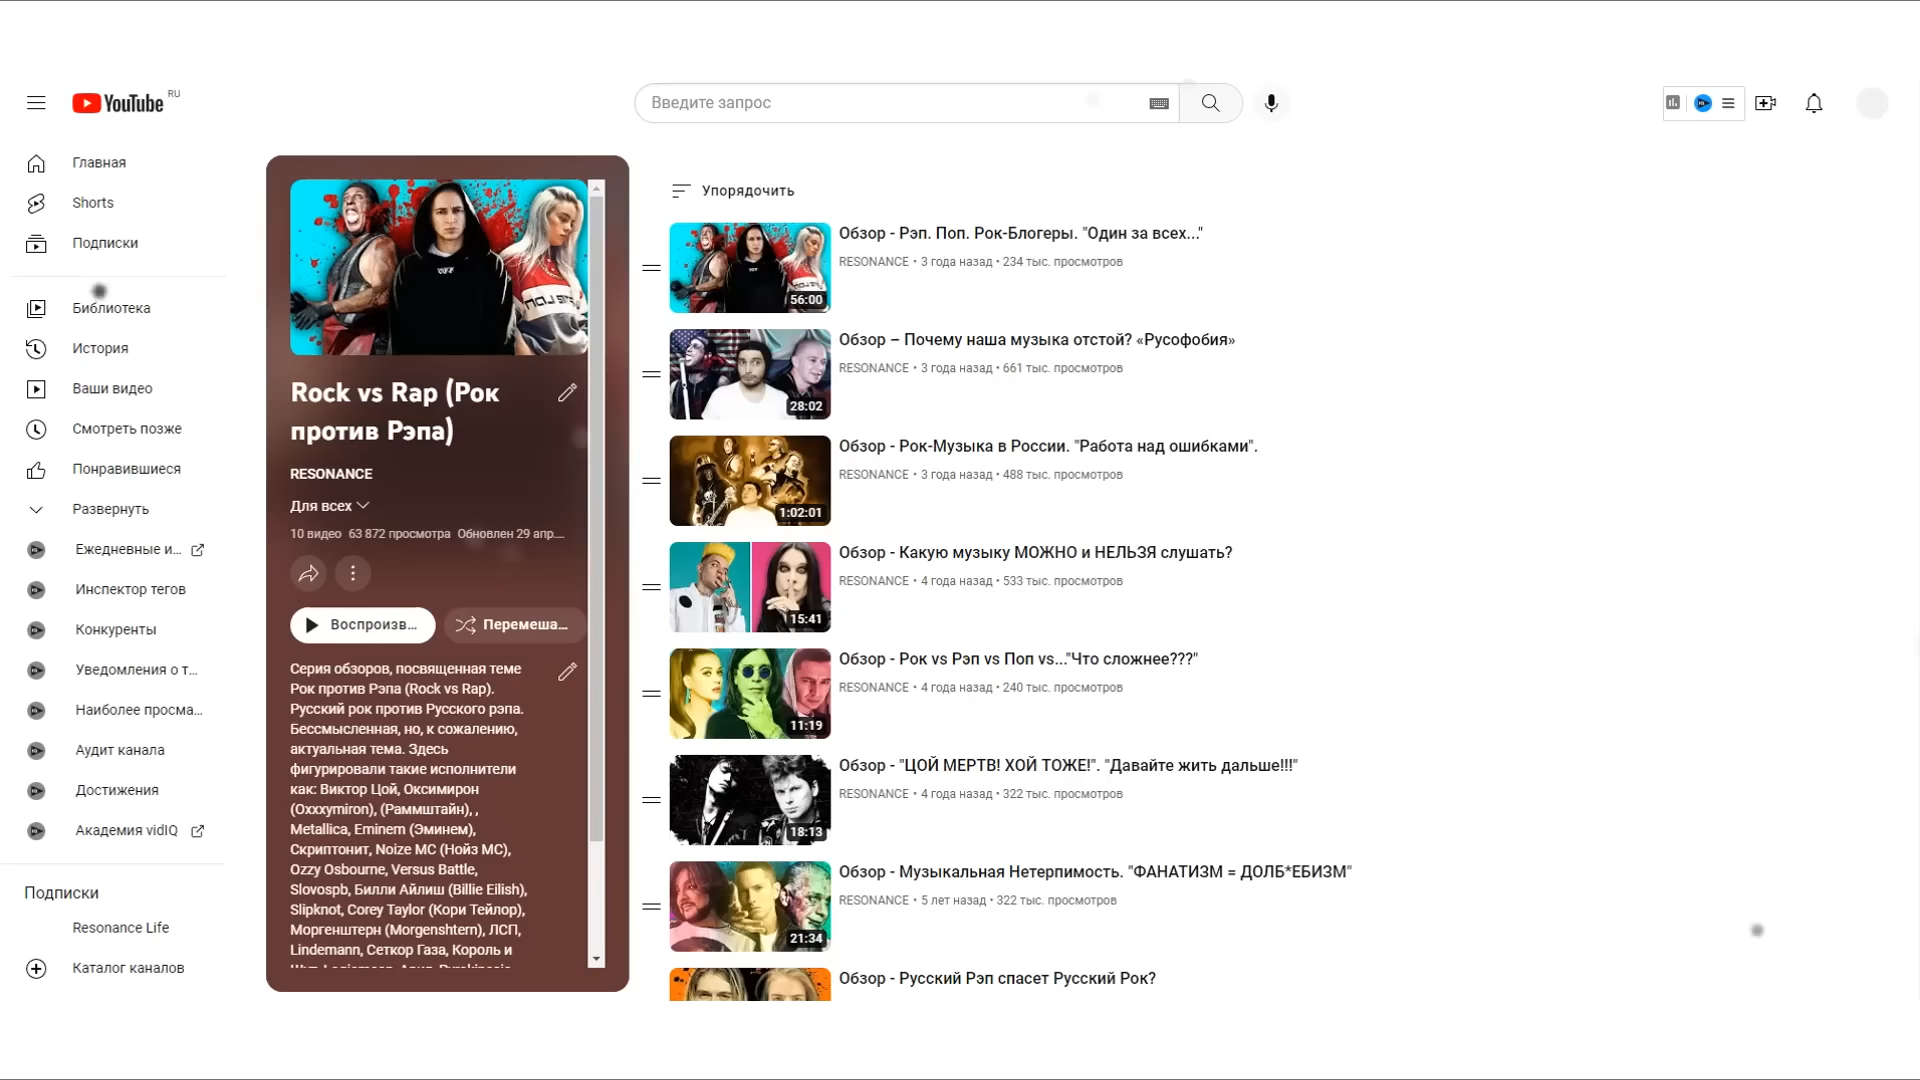 YouTube RU
Введите запрос
Главная
Shorts
Подписки
Библиотека
История
Ваши видео
Смотреть позже
Понравившиеся
Развернуть
Ежедневные и...
Инспектор тегов
Конкуренты
Уведомления о т...
Наиболее просма...
Аудит канала
Достижения
Академия vidIQ
Подписки
Resonance Life
Каталог каналов
Rock vs Rap (Рок
против Рэпа)
RESONANCE
Для всех
10 видео 63 872 просмотра Обновлен 29 апр....
Воспроизв...
Перемеша...
Серия обзоров, посвященная теме
Рок против Рэпа (Rock vs Rap).
Русский рок против Русского рэпа.
Бессмысленная, но, к сожалению,
актуальная тема. Здесь
фигурировали такие исполнители
как: Виктор Цой, Оксимирон
(Oxxxymiron), (Раммштайн), ,
Metallica, Eminem (Эминем),
Скриптонит, Noize MC (Нойз МС),
Ozzy Osbourne, Versus Battle,
Slovospb, Билли Айлиш (Billie Eilish),
Slipknot, Corey Taylor (Кори Тейлор),
Моргенштерн (Morgenshtern), ЛСП,
Lindemann, Сеткор Газа, Король и
Упорядочить
56:00
Обзор - Рэп. Поп. Рок-Блогеры. "Один за всех..."
RESONANCE • 3 года назад • 234 тыс. просмотров
28:02
Обзор – Почему наша музыка отстой? «Русофобия»
RESONANCE • 3 года назад • 661 тыс. просмотров
1:02:01
Обзор - Рок-Музыка в России. "Работа над ошибками".
RESONANCE • 3 года назад • 488 тыс. просмотров
15:41
Обзор - Какую музыку МОЖНО и НЕЛЬЗЯ слушать?
RESONANCE • 4 года назад • 533 тыс. просмотров
11:19
Обзор - Рок vs Рэп vs Поп vs..."Что сложнее???"
RESONANCE • 4 года назад • 240 тыс. просмотров
18:13
Обзор - "ЦОЙ МЕРТВ! ХОЙ ТОЖЕ!". "Давайте жить дальше!!!"
RESONANCE • 4 года назад • 322 тыс. просмотров
21:34
Обзор - Музыкальная Нетерпимость. "ФАНАТИЗМ = ДОЛБ*ЕБИЗМ"
RESONANCE • 5 лет назад • 322 тыс. просмотров
Обзор - Русский Рэп спасет Русский Рок?